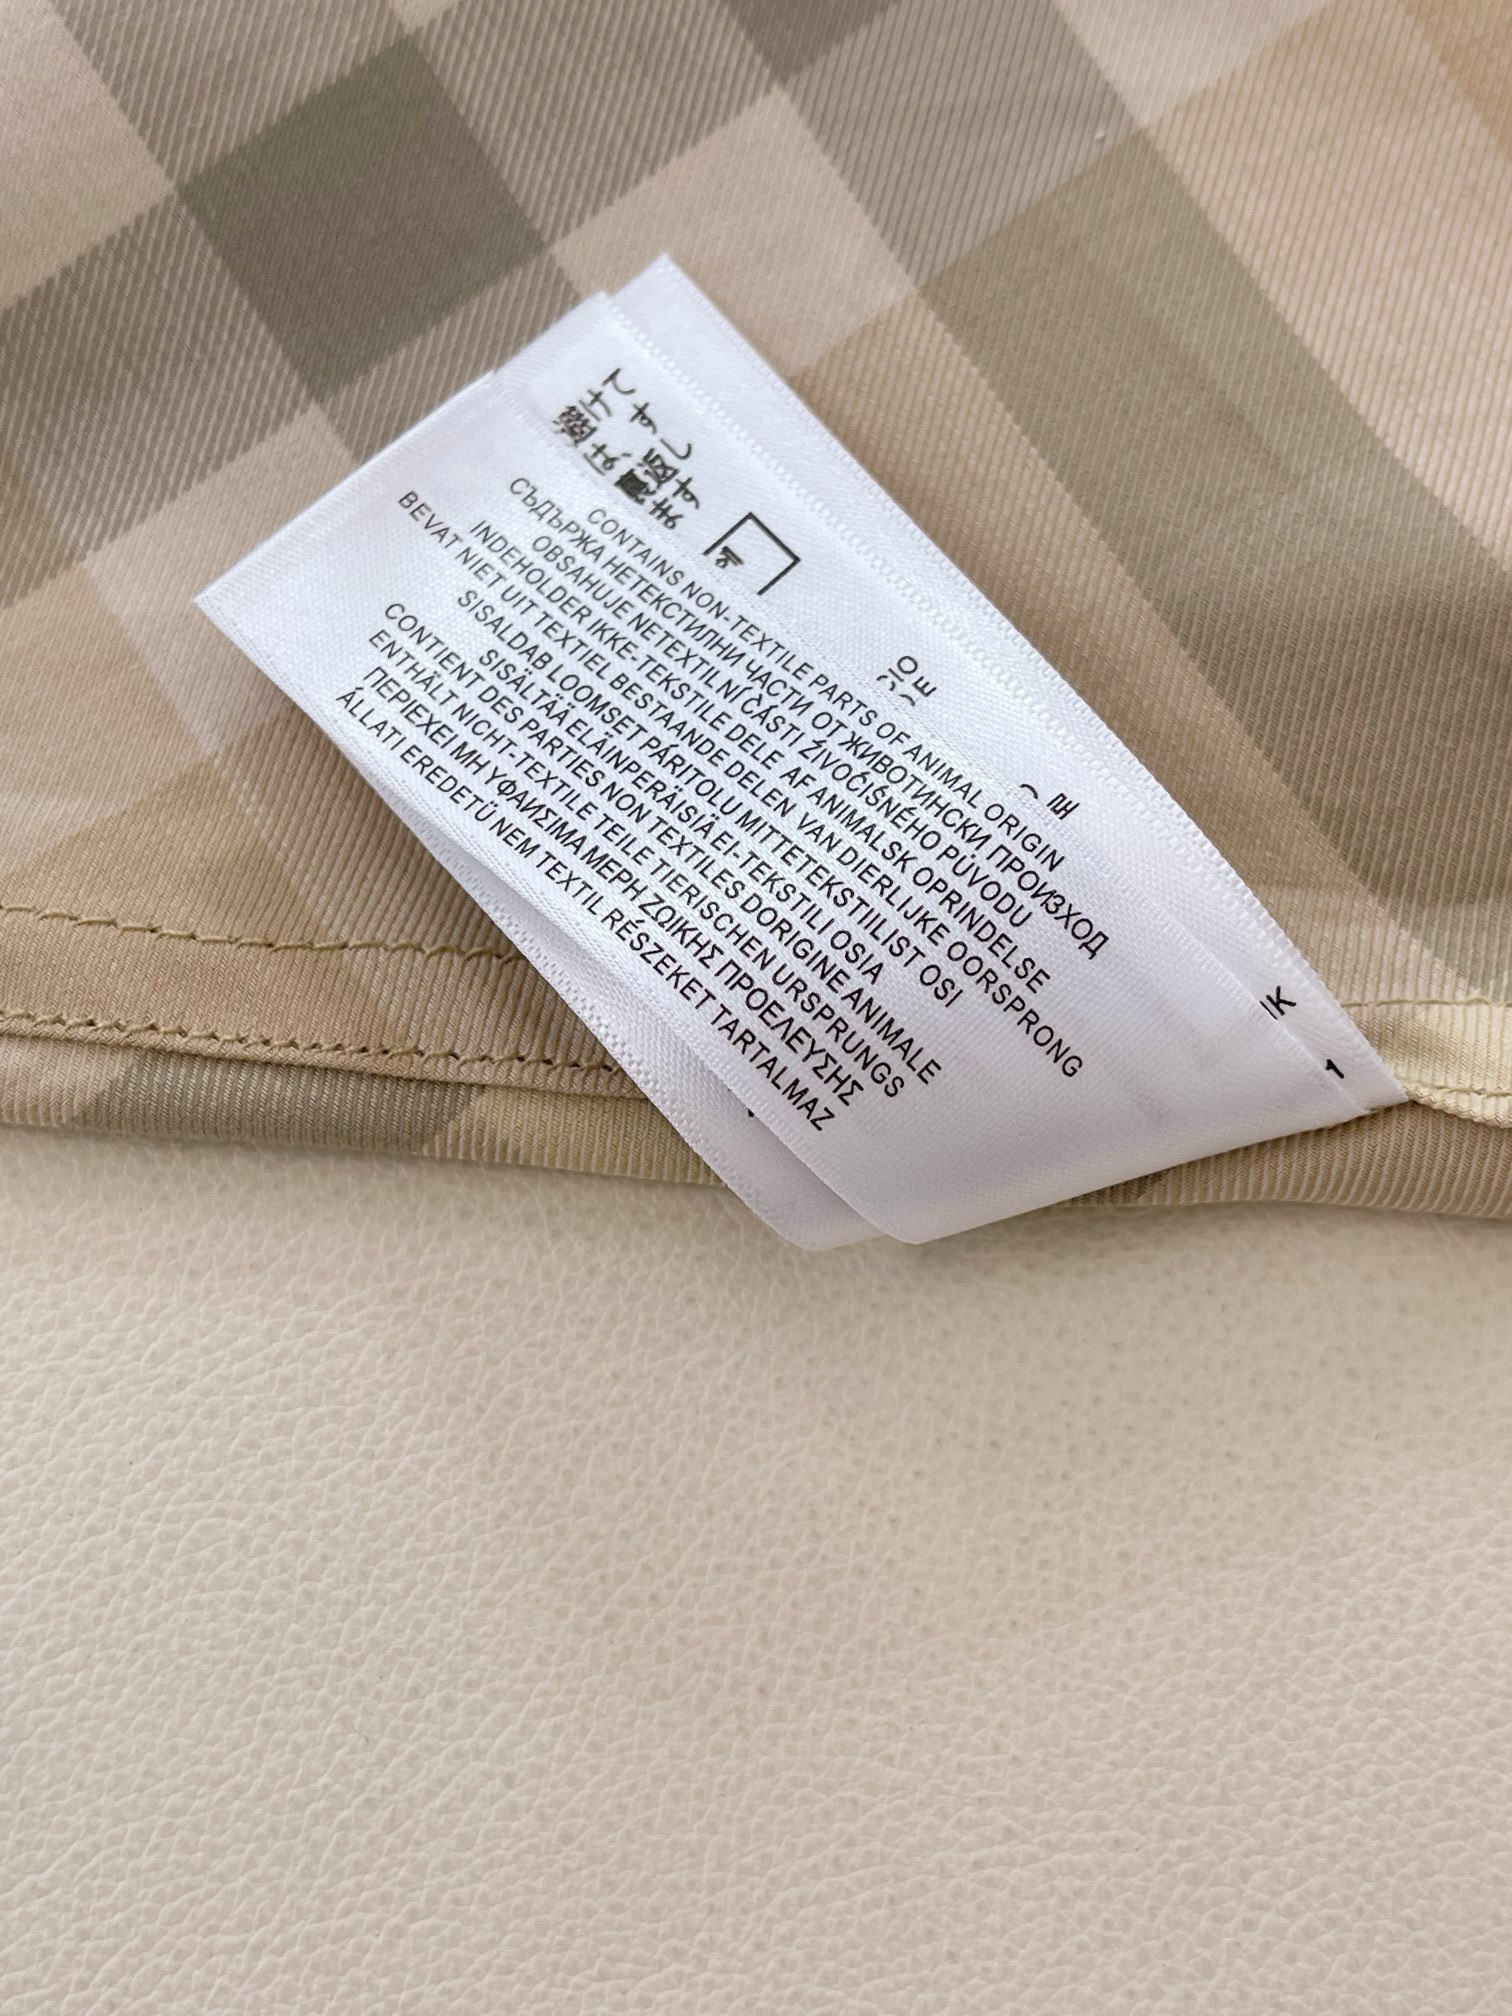 CONTAINS NON-TEXTILE PARTS OF ANIMAL ORIGIN
СЪДЪРЖА НЕТЕКСТИЛНИ ЧАСТИ ОТ ЖИВОТИНСКИ ПРОИЗХОД
OBSAHUJE NETEXTILNÍ ČÁSTI ŽIVOČIŠNÉHO PŮVODU
INDEHOLDER IKKE-TEKSTILE DELE AF ANIMALSK OPRINDELSE
BEVAT NIET UIT TEXTIEL BESTAANDE DELEN VAN DIERLIJKE OORSPRONG
SISALDAB LOOMSET PÄRITOLU MITTETEKSTIILIST OSI
SISÄLTÄÄ ELÄINPERÄISIÄ EI-TEKSTILI OSIA
CONTIENT DES PARTIES NON TEXTILES DORIGINE ANIMALE
ENTHÄLT NICHT-TEXTILE TEILE TIERISCHEN URSPRUNGS
ΠΕΡΙΕΧΕΙ ΜΗ ΥΦΑΝΣΙΜΑ ΜΕΡΗ ΖΩΙΚΗΣ ΠΡΟΕΛΕΥΣΗΣ
ÁLLATI EREDETŰ NEM TEXTIL RÉSZEKET TARTALMAZ
1